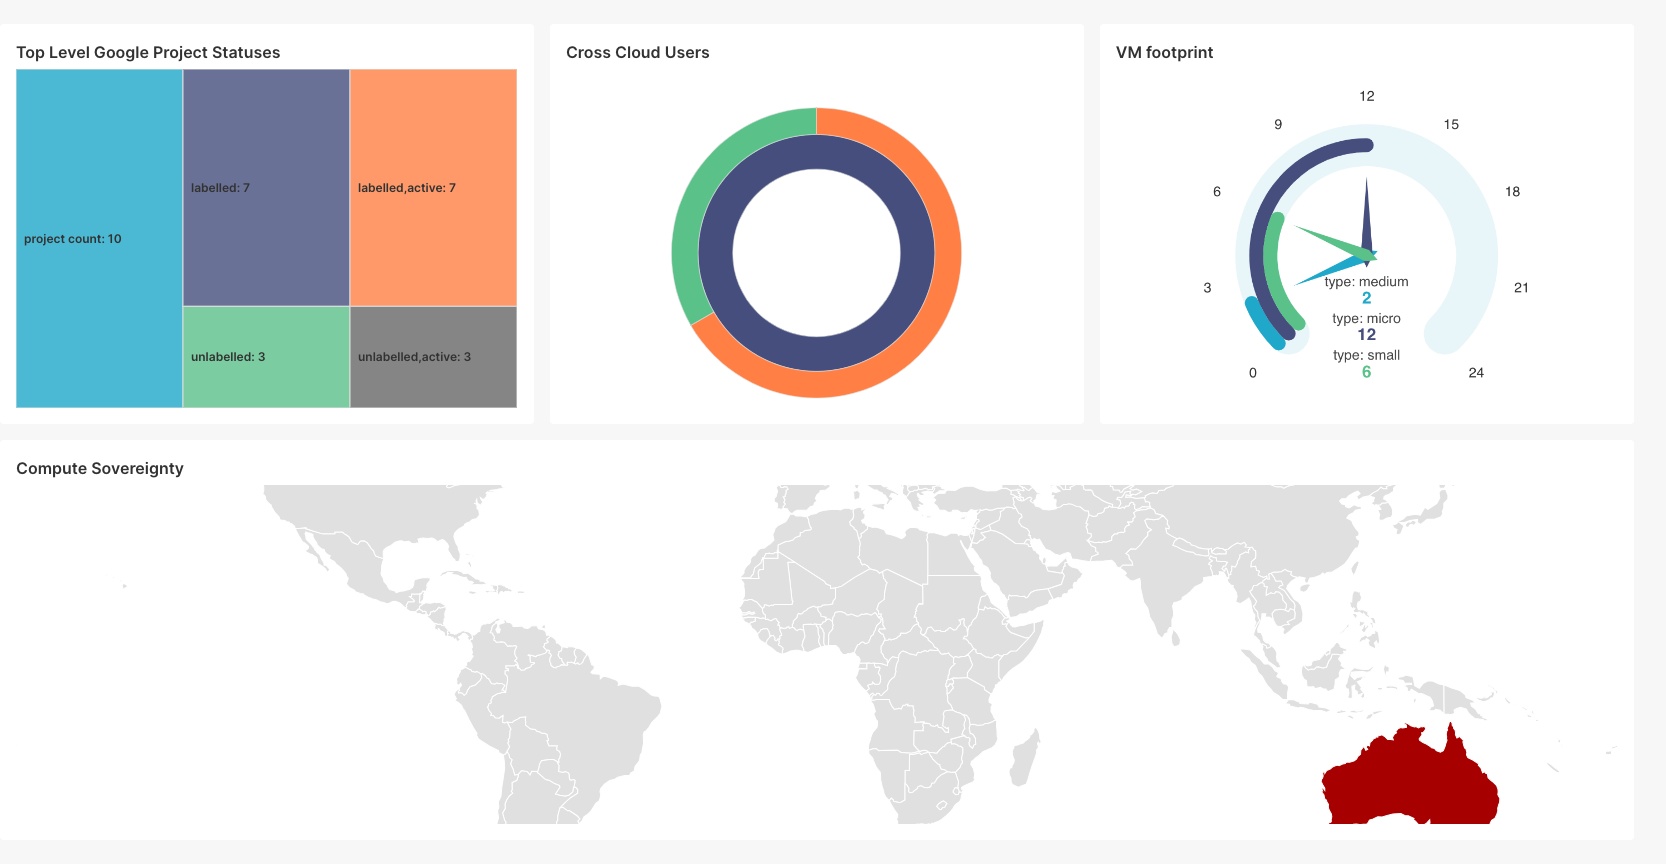 Top Level Google Project Statuses
project count: 10
labelled: 7
labelled,active: 7
unlabelled: 3
unlabelled,active: 3
Cross Cloud Users
VM footprint
0
3
6
9
12
15
18
21
24
type: medium
2
type: micro
12
type: small
6
Compute Sovereignty